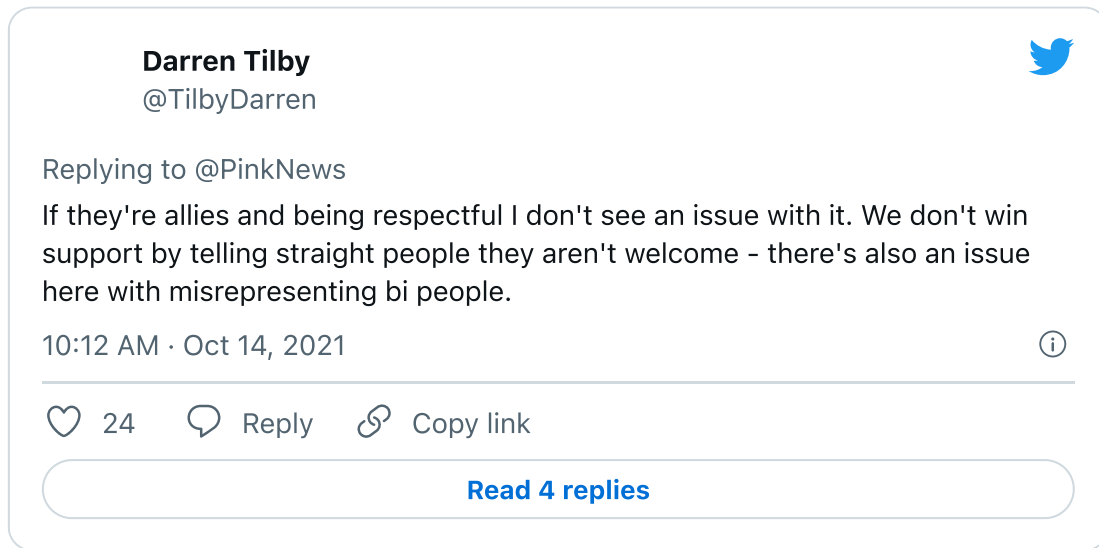 Darren Tilby
@TilbyDarren
Replying to @PinkNews
If they're allies and being respectful I don't see an issue with it. We don't win
support by telling straight people they aren't welcome - there's also an issue
here with misrepresenting bi people.
10:12 AM · Oct 14, 2021
24 Reply Copy link
Read 4 replies